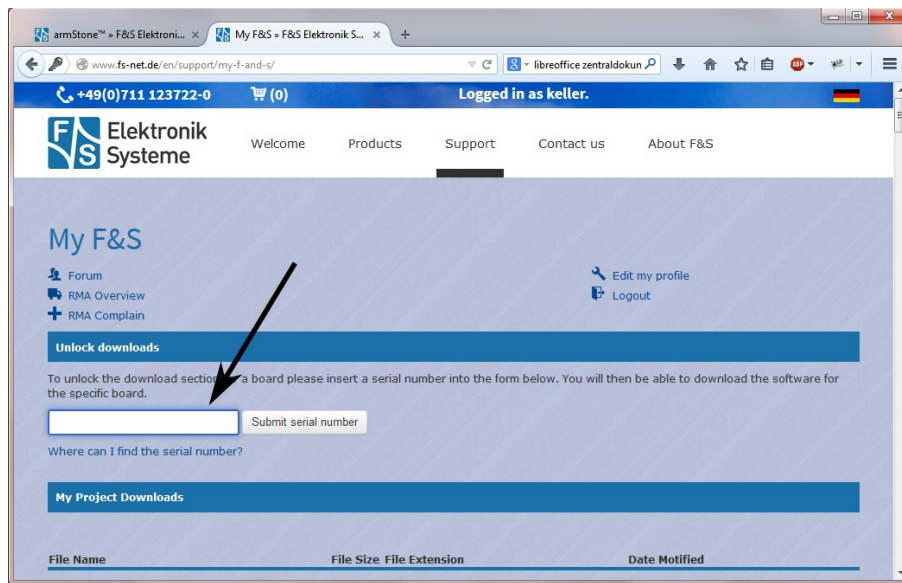 armStone™ » F&S Elektroni... ×
My F&S » F&S Elektronik S... ×
www.fs-net.de/en/support/my-f-and-s/
libreoffice zentraldokun
+49(0)711 123722-0
(0)
Logged in as keller.
F&S Elektronik Systeme
Welcome
Products
Support
Contact us
About F&S
My F&S
Forum
RMA Overview
RMA Complain
Edit my profile
Logout
Unlock downloads
To unlock the download section a board please insert a serial number into the form below. You will then be able to download the software for
the specific board.
Submit serial number
Where can I find the serial number?
My Project Downloads
File Name File Size File Extension Date Motified